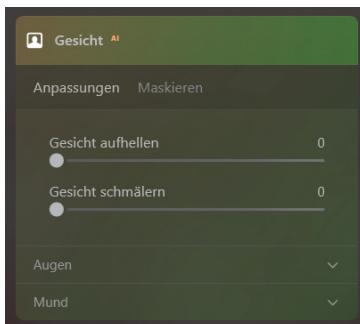 Gesicht AI
Anpassungen Maskieren
Gesicht aufhellen 0
Gesicht schmälern 0
Augen
Mund